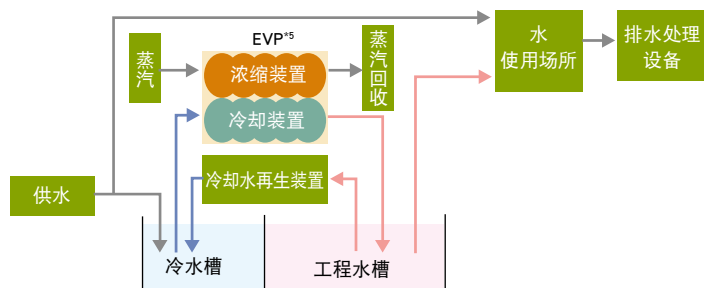 EVP*5
蒸
汽
浓缩装置
冷却装置
蒸
汽
回
收
水
使用场所
排水处理
设备
供水
冷却水再生装置
冷水槽
工程水槽